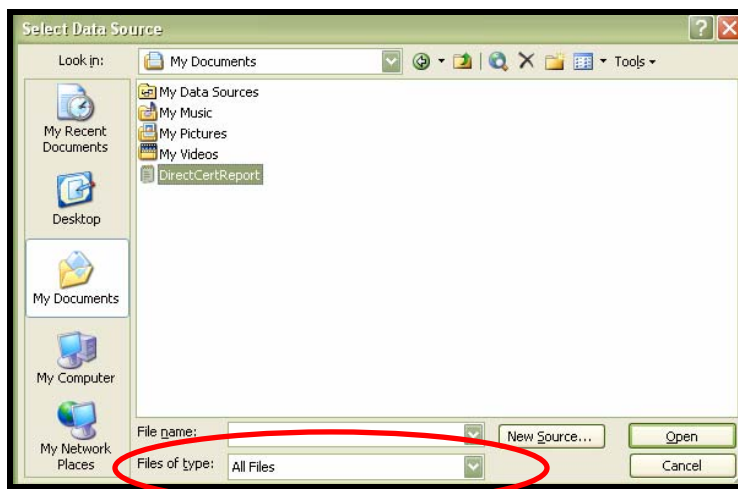 Select Data Source
Look in:
My Documents
Tools
My Data Sources
My Music
My Pictures
My Videos
DirectCertReport
My Recent
Documents
Desktop
My Documents
My Computer
My Network
Places
File name:
New Source...
Open
Files of type:
All Files
Cancel